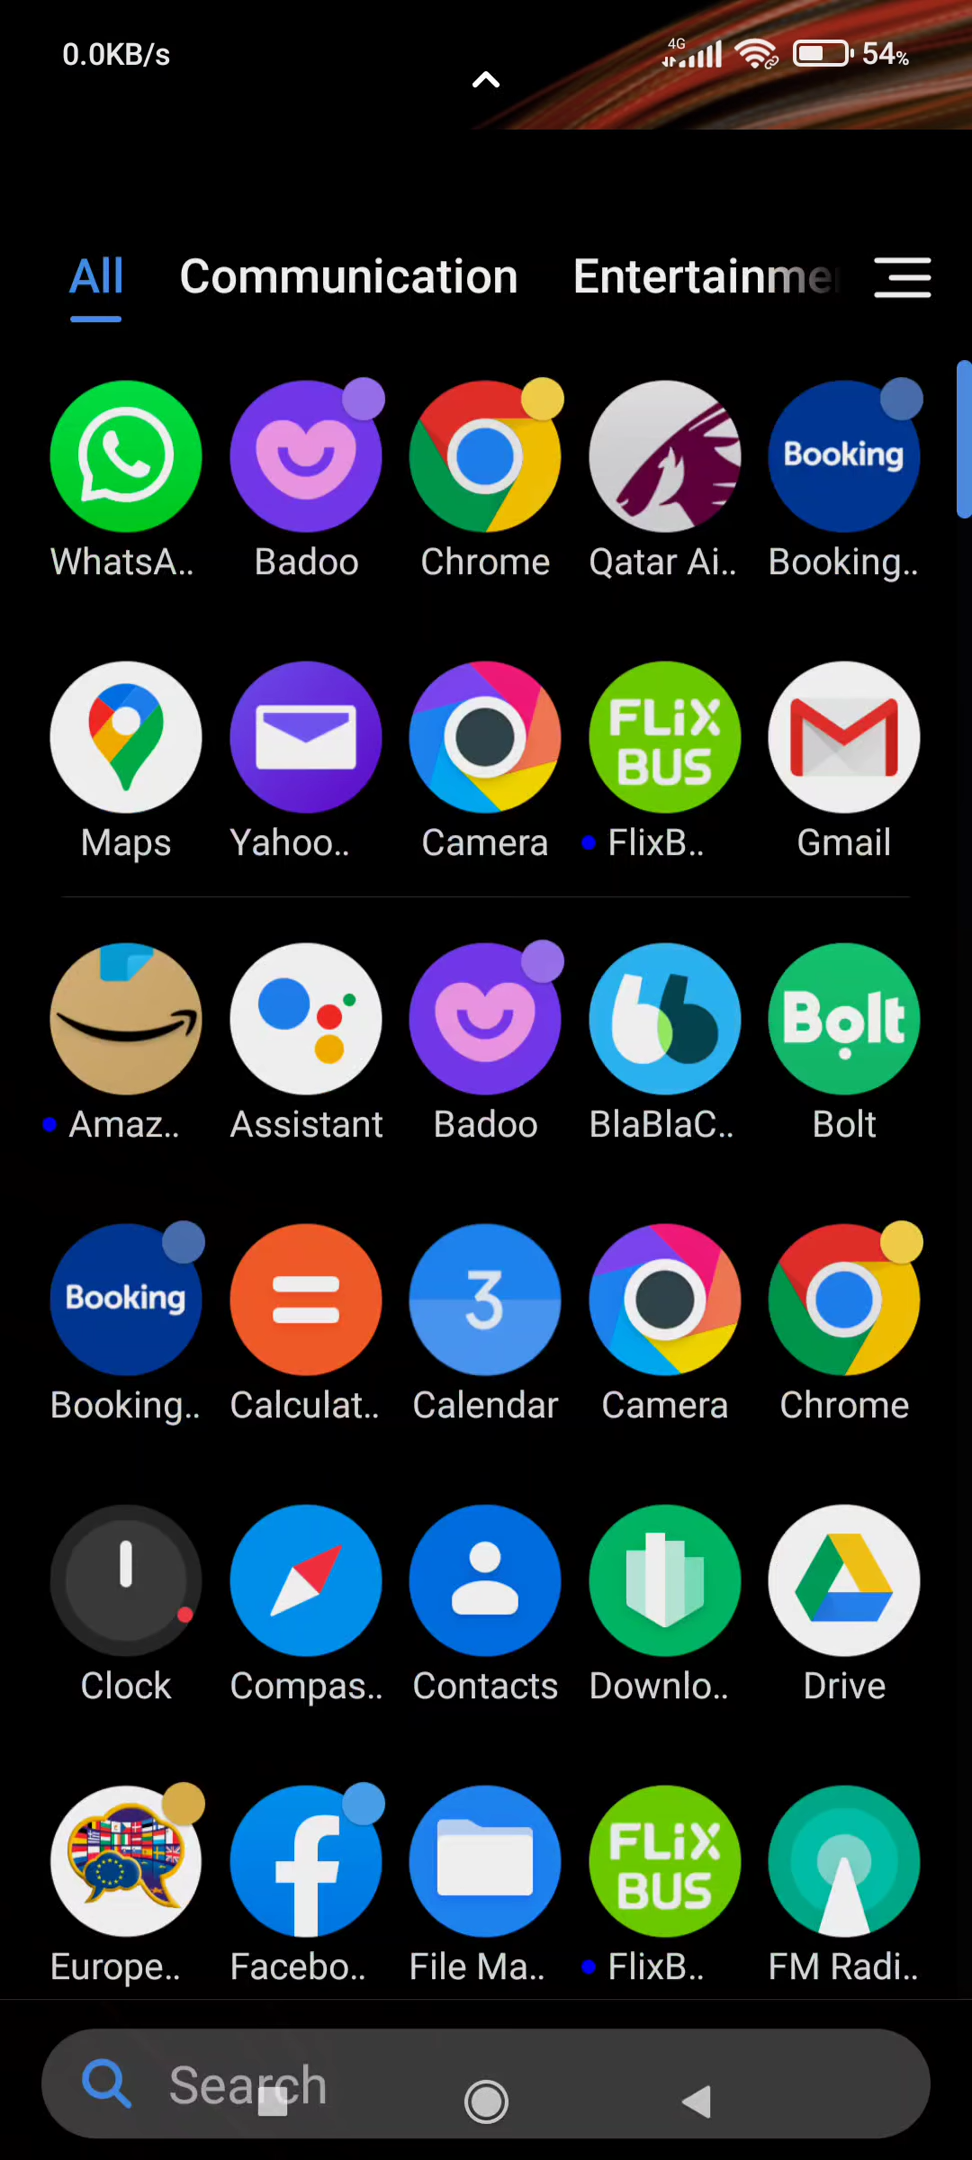 0.0KB/s 4G 54%
All Communication Entertainme
Booking
WhatsA.. Badoo Chrome Qatar Ai.. Booking..
FLiX
BUS
Maps Yahoo.. Camera FlixB.. Gmail
Bolt
Amaz.. Assistant Badoo BlaBlaC.. Bolt
Booking 3
Booking.. Calculat.. Calendar Camera Chrome
Clock Compas.. Contacts Downlo.. Drive
FLiX
BUS
Europe.. Facebo.. File Ma.. FlixB.. FM Radi..
Search